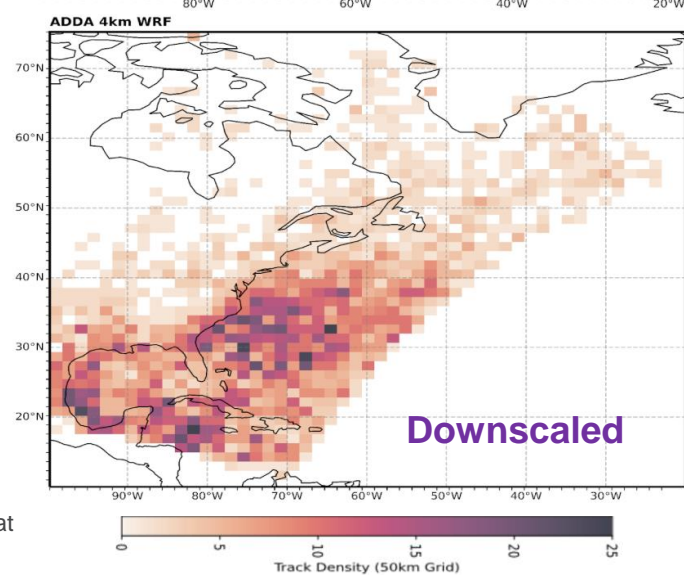 80°W 60°W 40°W 20°W
ADDA 4km WRF
70°N
60°N
50°N
40°N
30°N
20°N
Downscaled
90°W 80°W 70°W 60°W 50°W 40°W 30°W
at
0 5 10 15 20 25
Track Density (50km Grid)